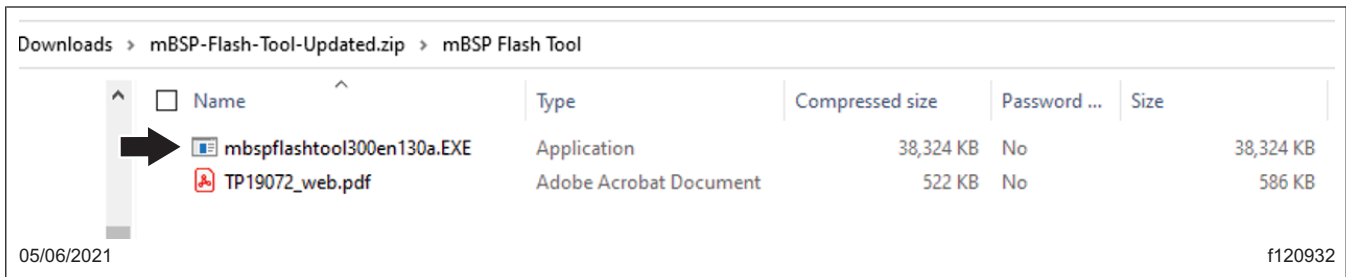 Downloads > mBSP-Flash-Tool-Updated.zip > mBSP Flash Tool
Name Type Compressed size Password ... Size
mbspflashtool300en130a.EXE Application 38,324 KB No 38,324 KB
TP19072_web.pdf Adobe Acrobat Document 522 KB No 586 KB
05/06/2021 f120932